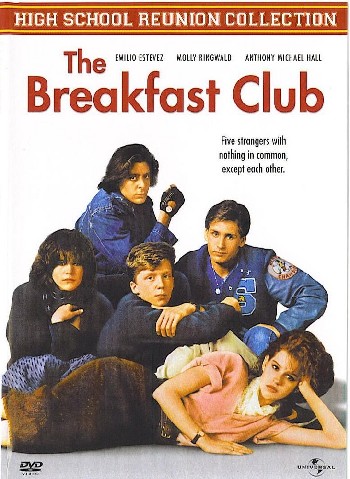 HIGH SCHOOL REUNION COLLECTION
EMILIO ESTEVEZ MOLLY RINGWALD ANTHONY MICHAEL HALL
The
Breakfast Club
Five strangers with
nothing in common,
except each other.
S
DVD
VIDEO
UNIVERSAL